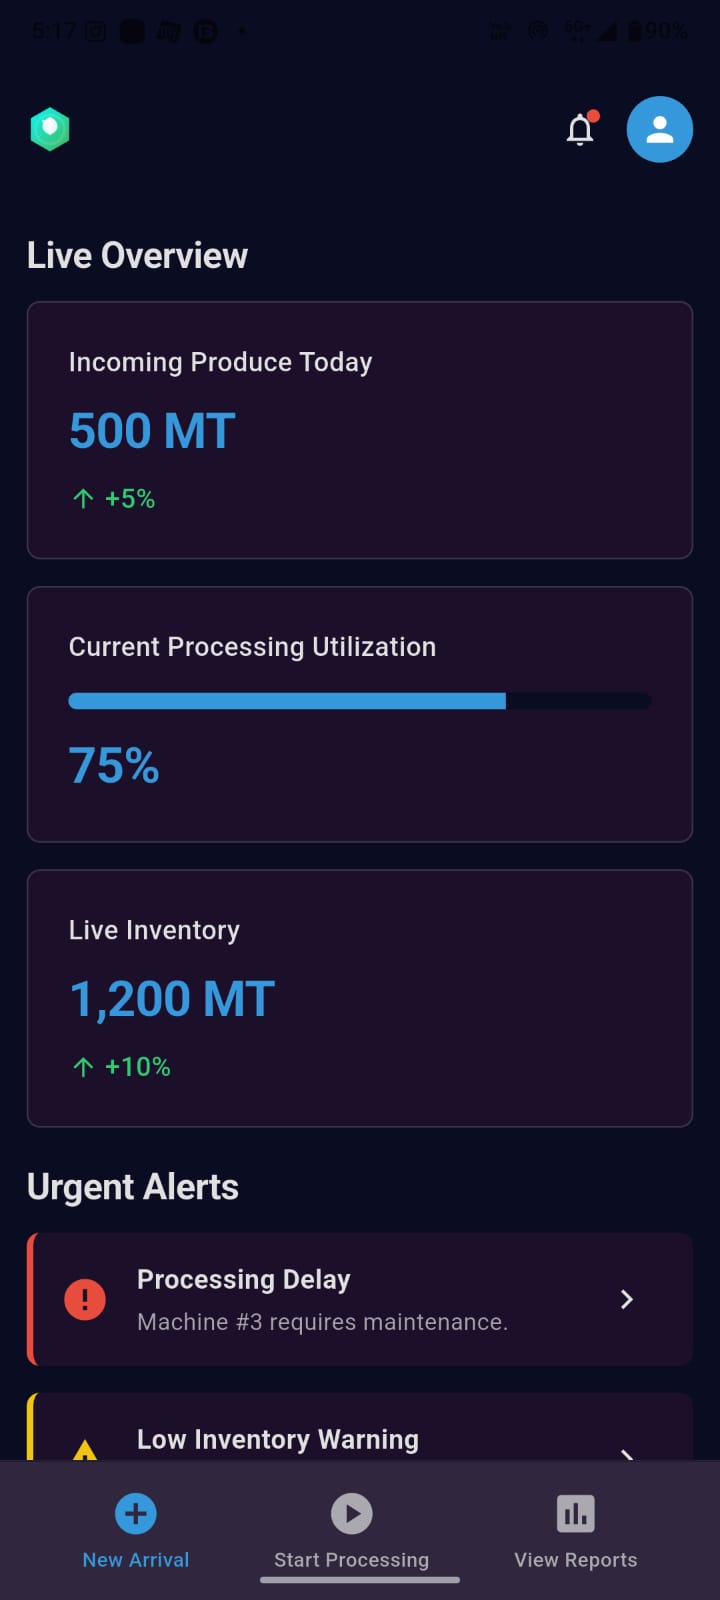 5:17
5G+ 90%
Live Overview
Incoming Produce Today
500 MT
+5%
Current Processing Utilization
75%
Live Inventory
1,200 MT
+10%
Urgent Alerts
Processing Delay
Machine #3 requires maintenance.
Low Inventory Warning
New Arrival Start Processing View Reports